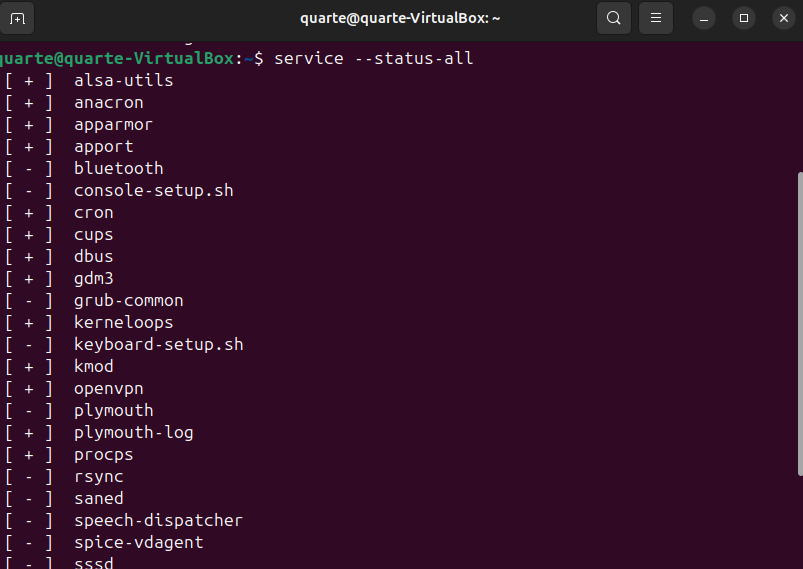 quarte@quarte-VirtualBox: ~
quarte@quarte-VirtualBox:~$ service --status-all
[ + ]  alsa-utils
[ + ]  anacron
[ + ]  apparmor
[ + ]  apport
[ - ]  bluetooth
[ - ]  console-setup.sh
[ + ]  cron
[ + ]  cups
[ + ]  dbus
[ + ]  gdm3
[ - ]  grub-common
[ + ]  kerneloops
[ - ]  keyboard-setup.sh
[ + ]  kmod
[ + ]  openvpn
[ - ]  plymouth
[ + ]  plymouth-log
[ + ]  procps
[ - ]  rsync
[ - ]  saned
[ - ]  speech-dispatcher
[ - ]  spice-vdagent
[ - ]  sssd